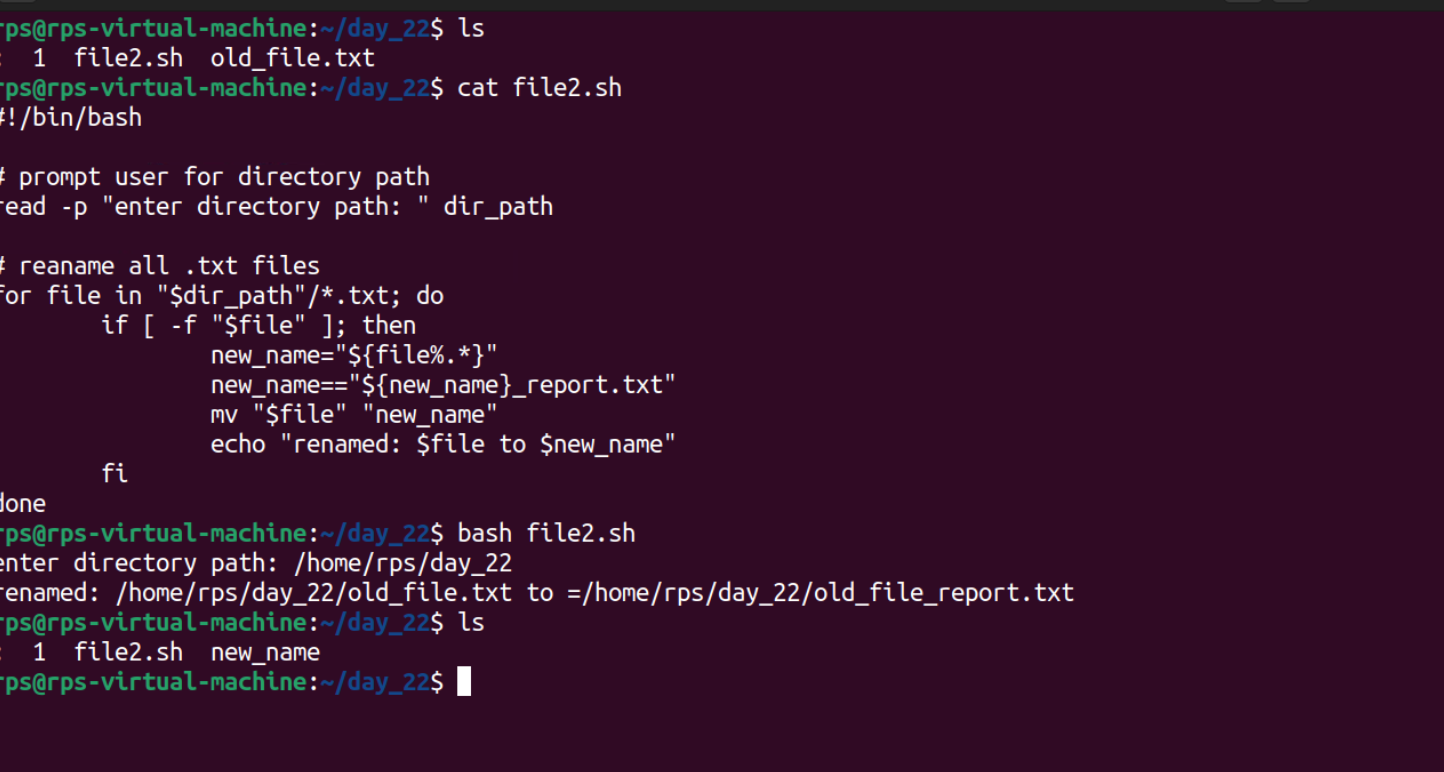 rps@rps-virtual-machine:~/day_22$ ls
:  1  file2.sh  old_file.txt
rps@rps-virtual-machine:~/day_22$ cat file2.sh
#!/bin/bash
# prompt user for directory path
read -p "enter directory path: " dir_path
# reaname all .txt files
for file in "$dir_path"/*.txt; do
        if [ -f "$file" ]; then
                new_name="${file%.*}"
                new_name=="${new_name}_report.txt"
                mv "$file" "new_name"
                echo "renamed: $file to $new_name"
        fi
done
rps@rps-virtual-machine:~/day_22$ bash file2.sh
enter directory path: /home/rps/day_22
renamed: /home/rps/day_22/old_file.txt to =/home/rps/day_22/old_file_report.txt
rps@rps-virtual-machine:~/day_22$ ls
:  1  file2.sh  new_name
rps@rps-virtual-machine:~/day_22$